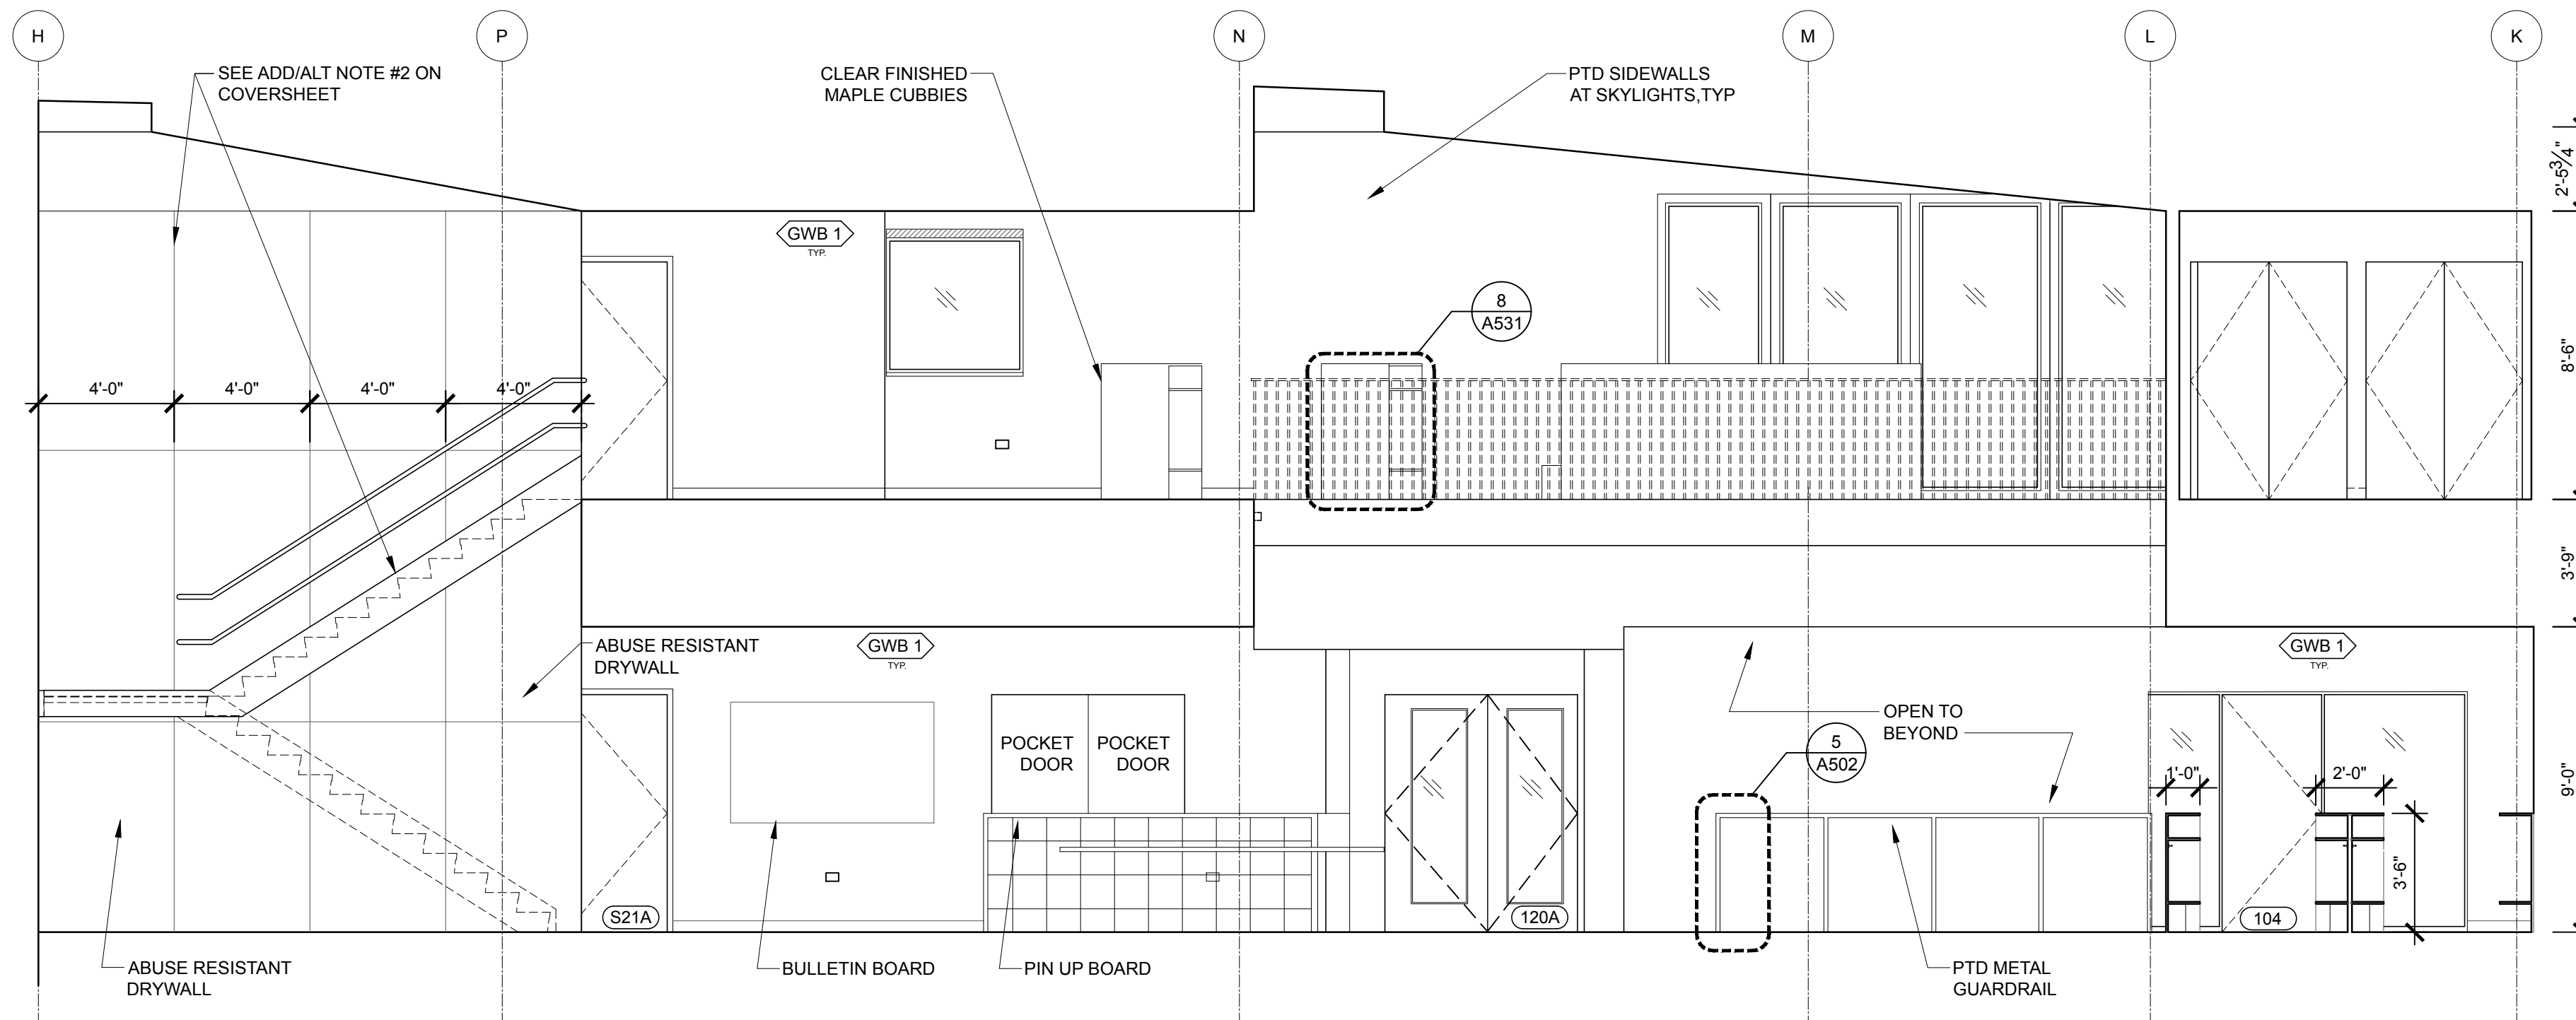 H
P
N
M
L
K
SEE ADD/ALT NOTE #2 ON
COVERSHEET
CLEAR FINISHED
MAPLE CUBBIES
PTD SIDEWALLS
AT SKYLIGHTS,TYP
2'-5 3/4"
GWB 1
TYP.
8
A531
8'-6"
4'-0"
4'-0"
4'-0"
4'-0"
3'-9"
ABUSE RESISTANT
DRYWALL
GWB 1
TYP.
GWB 1
TYP.
OPEN TO
BEYOND
POCKET
DOOR
POCKET
DOOR
5
A502
1'-0"
2'-0"
9'-0"
3'-6"
S21A
120A
104
ABUSE RESISTANT
DRYWALL
BULLETIN BOARD
PIN UP BOARD
PTD METAL
GUARDRAIL